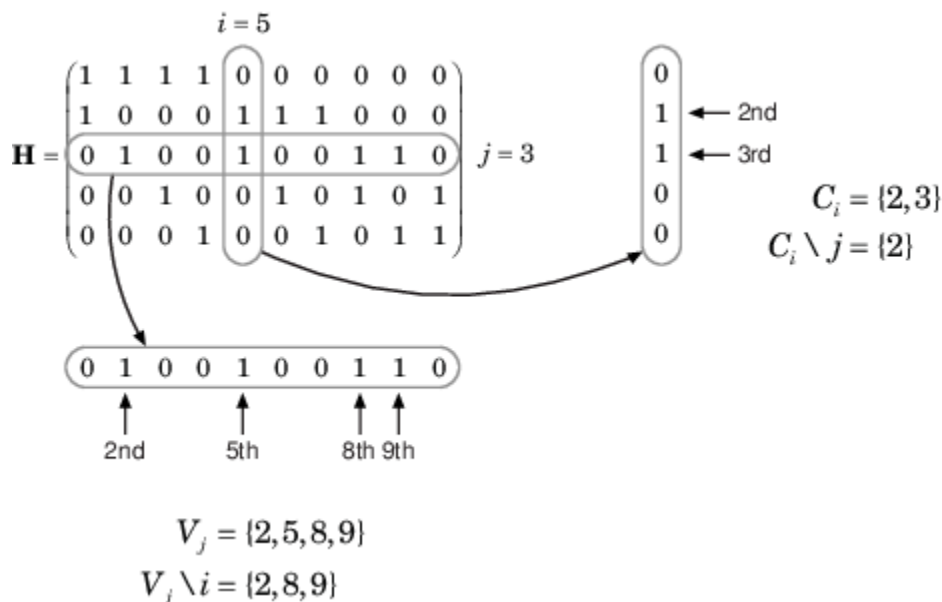 i = 5
1 1 1 1 0 0 0 0 0 0
1 0 0 0 1 1 1 0 0 0
H = 0 1 0 0 1 0 0 1 1 0 j = 3
0 0 1 0 0 1 0 1 0 1
0 0 0 1 0 0 1 0 1 1
0
1 2nd
1 3rd
0
0
C_i = {2,3}
C_i \ j = {2}
0 1 0 0 1 0 0 1 1 0
2nd 5th 8th 9th
V_j = {2,5,8,9}
V_j \ i = {2,8,9}